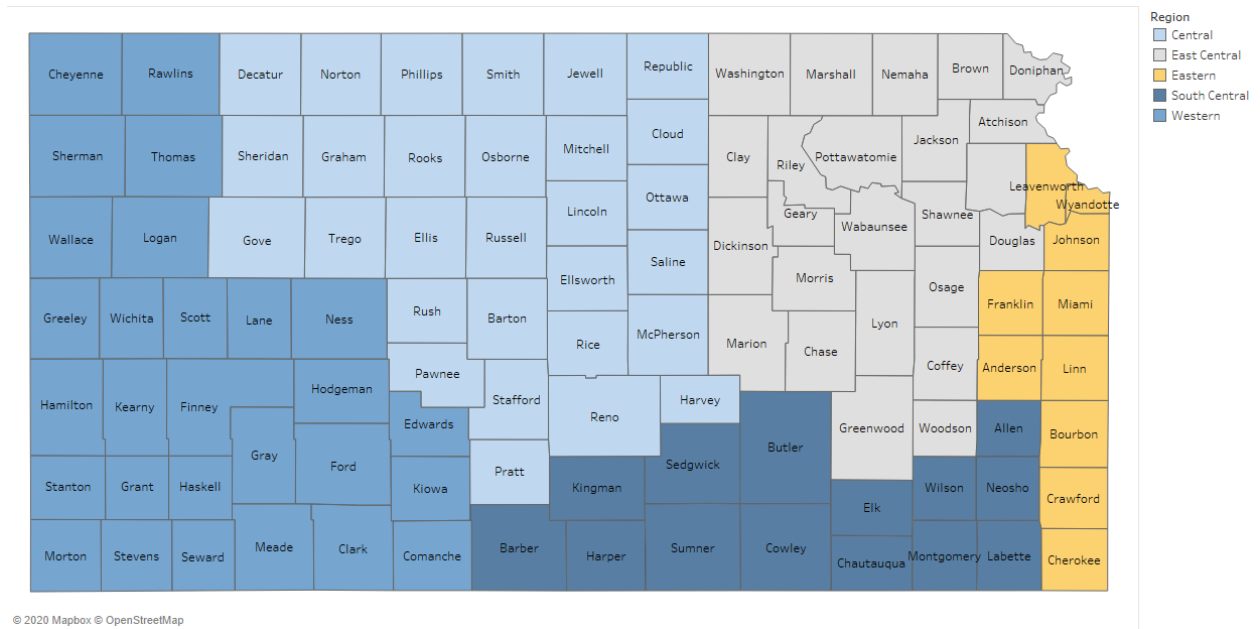 Region
Central
East Central
Eastern
South Central
Western
Cheyenne Rawlins Decatur Norton Phillips Smith Jewell Republic Washington Marshall Nemaha Brown Doniphan
Sherman Thomas Sheridan Graham Rooks Osborne Mitchell Cloud Clay Riley Pottawatomie Jackson Atchison
Leavenworth
Wyandotte
Wallace Logan Gove Trego Ellis Russell Lincoln Ottawa Dickinson Geary Wabaunsee Shawnee Douglas Johnson
Greeley Wichita Scott Lane Ness Rush Barton Ellsworth Saline Morris Osage Franklin Miami
Rice McPherson Marion Chase Lyon Coffey Anderson Linn
Hamilton Kearny Finney Hodgeman Pawnee Stafford Reno Harvey
Edwards Butler Greenwood Woodson Allen Bourbon
Gray Ford Kiowa Pratt Kingman Sedgwick
Stanton Grant Haskell Elk Wilson Neosho Crawford
Morton Stevens Seward Meade Clark Comanche Barber Harper Sumner Cowley Chautauqua Montgomery Labette Cherokee
© 2020 Mapbox © OpenStreetMap